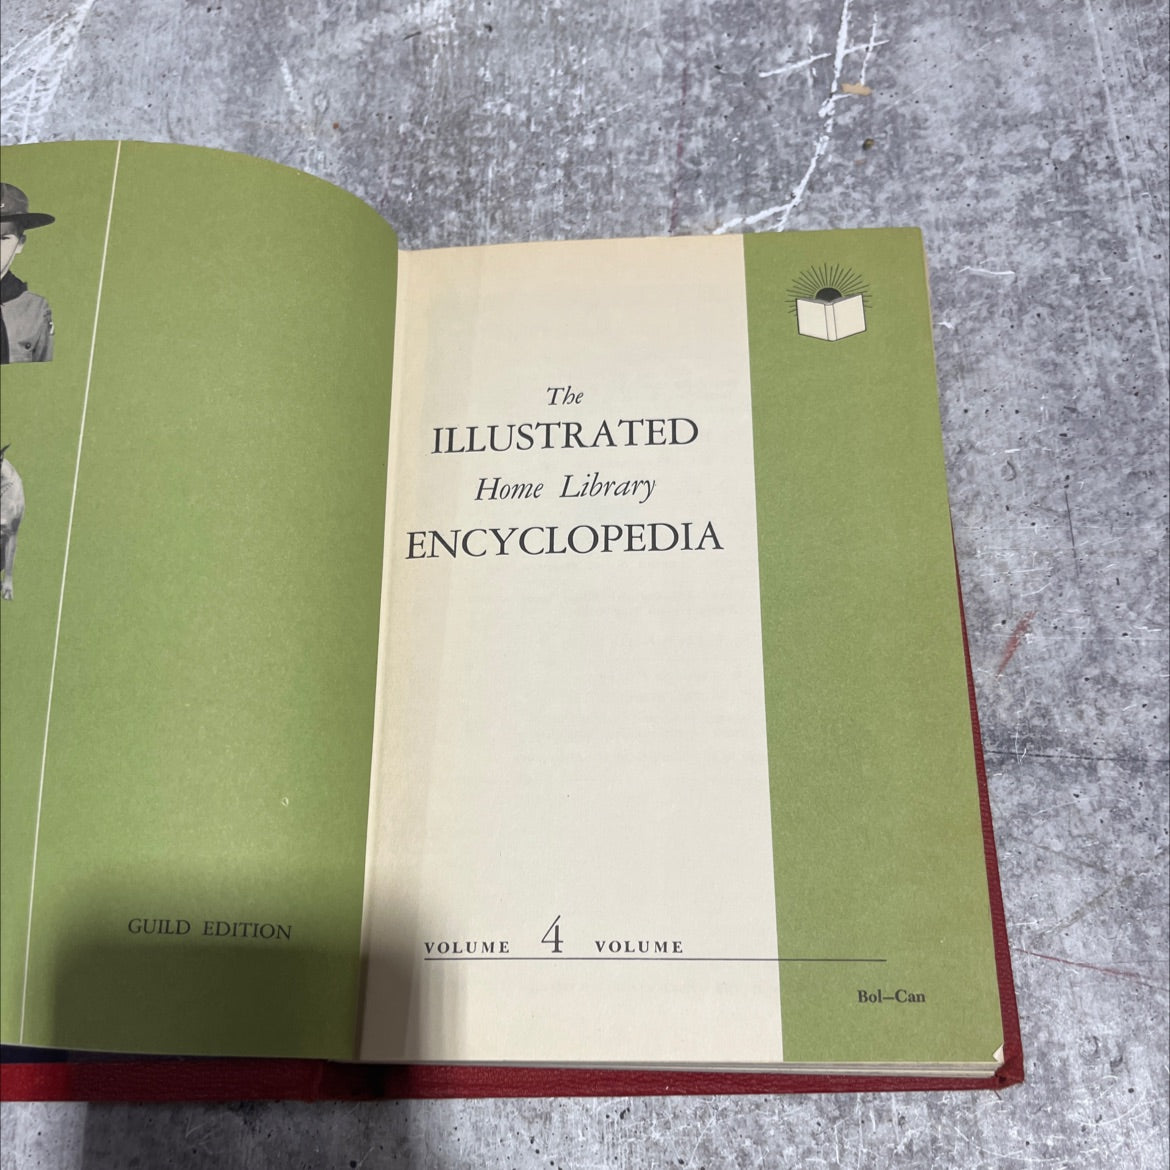 GUILD EDITION
The
ILLUSTRATED
Home Library
ENCYCLOPEDIA
VOLUME 4 VOLUME
Bol—Can